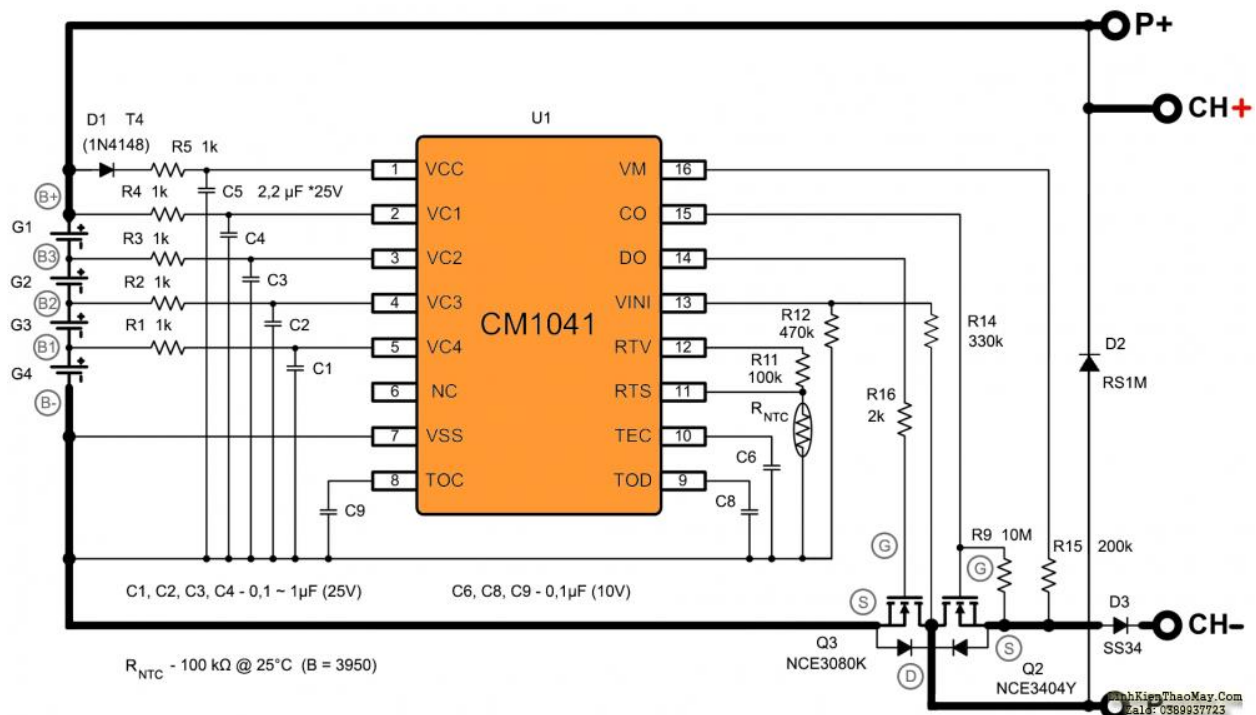 P+
CH+
U1
D1 T4
(1N4148)
R5 1k
1 VCC
VM 16
B+
R4 1k
C5 2,2 µF *25V
2 VC1
CO 15
G1
R3 1k
C4
B3
3 VC2
DO 14
G2
R2 1k
C3
B2
4 VC3
VINI 13
G3
R1 1k
C2
CM1041
R12
470k
R14
330k
B1
5 VC4
RTV 12
D2
G4
C1
R11
100k
RS1M
B-
6 NC
RTS 11
R16
2k
RNTC
7 VSS
TEC 10
C6
8 TOC
TOD 9
C9
C8
G
R9 10M
R15 200k
G
C1, C2, C3, C4 - 0,1 ~ 1µF (25V)
C6, C8, C9 - 0,1µF (10V)
S
D3
CH-
SS34
Q3
NCE3080K
S
D
Q2
NCE3404Y
RNTC - 100 kΩ @ 25°C (B = 3950)
LinhKienThaoMay.Com
Zalo: 0389937723